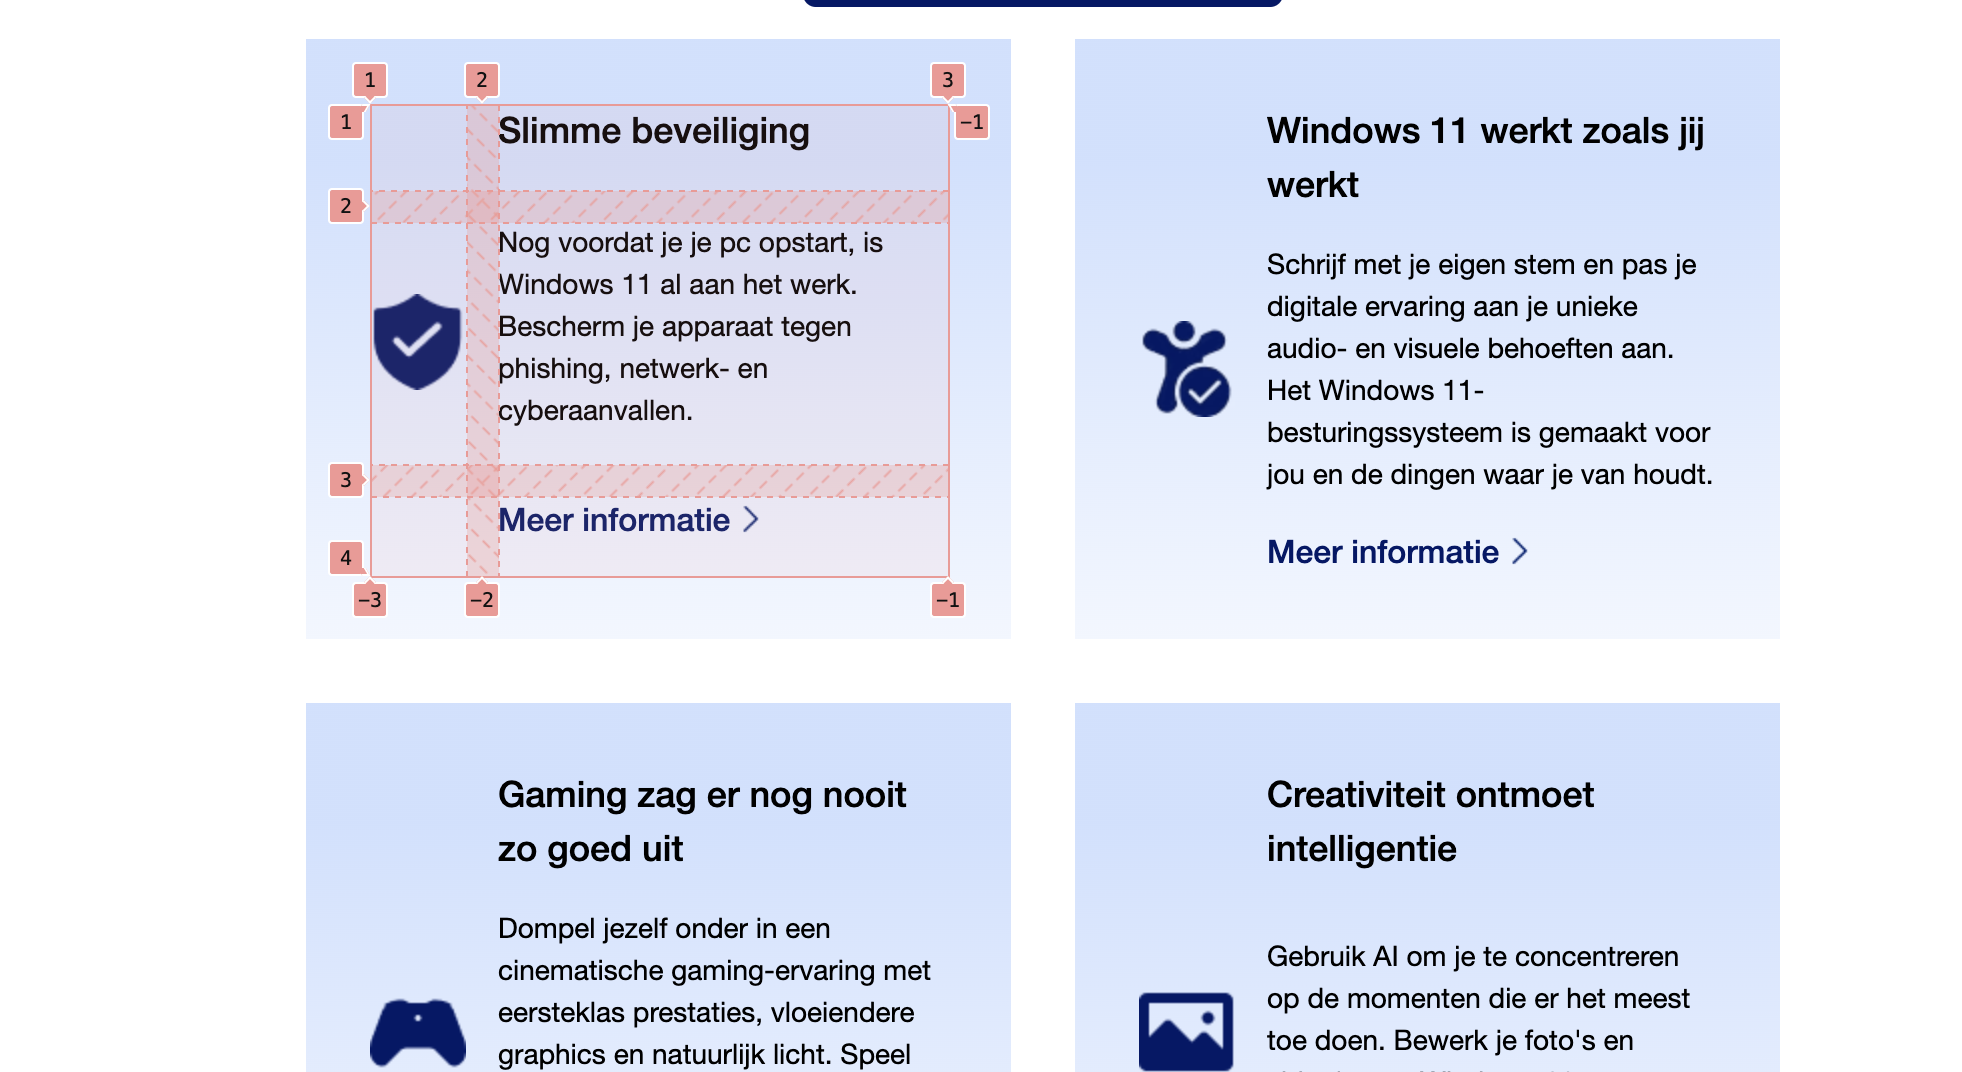 1
2
3
1
−1
Slimme beveiliging
2
Nog voordat je je pc opstart, is
Windows 11 al aan het werk.
Bescherm je apparaat tegen
phishing, netwerk- en
cyberaanvallen.
3
Meer informatie
4
−3
−2
−1
Windows 11 werkt zoals jij
werkt
Schrijf met je eigen stem en pas je
digitale ervaring aan je unieke
audio- en visuele behoeften aan.
Het Windows 11-
besturingssysteem is gemaakt voor
jou en de dingen waar je van houdt.
Meer informatie
Gaming zag er nog nooit
zo goed uit
Dompel jezelf onder in een
cinematische gaming-ervaring met
eersteklas prestaties, vloeiendere
graphics en natuurlijk licht. Speel
Creativiteit ontmoet
intelligentie
Gebruik AI om je te concentreren
op de momenten die er het meest
toe doen. Bewerk je foto's en